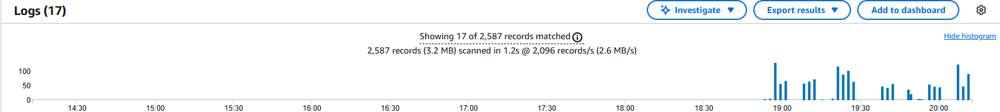 Logs (17)
Investigate
Export results
Add to dashboard
Showing 17 of 2,587 records matched
Hide histogram
2,587 records (3.2 MB) scanned in 1.2s @ 2,096 records/s (2.6 MB/s)
100
50
0
14:30 15:00 15:30 16:00 16:30 17:00 17:30 18:00 18:30 19:00 19:30 20:00